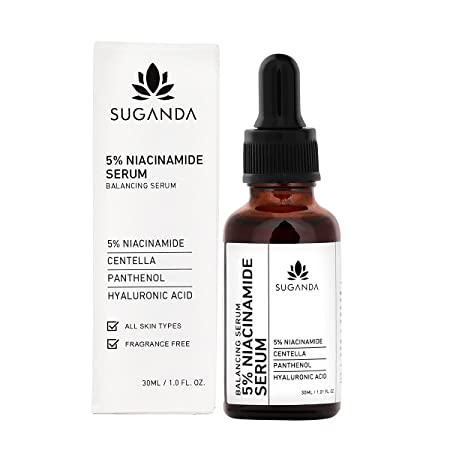 SUGANDA
5% NIACINAMIDE
SERUM
BALANCING SERUM
5% NIACINAMIDE
CENTELLA
PANTHENOL
HYALURONIC ACID
ALL SKIN TYPES
FRAGRANCE FREE
30ML / 1.0 FL. OZ.
SUGANDA
BALANCING SERUM
5% NIACINAMIDE
SERUM
5% NIACINAMIDE
CENTELLA
PANTHENOL
HYALURONIC ACID
30ML / 1.01 FL. OZ